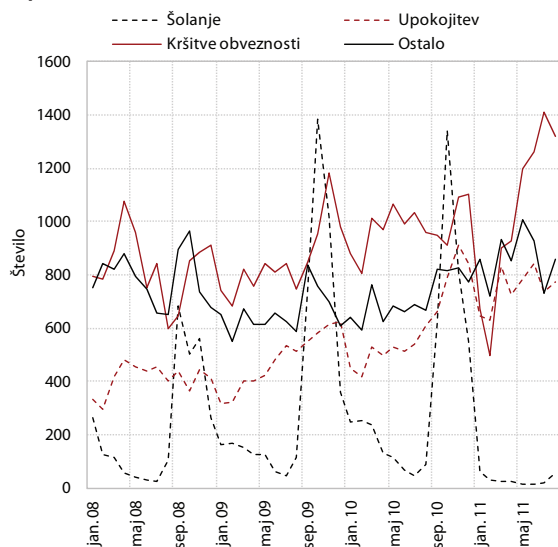 Šolanje
Upokojitev
Kršitve obveznosti
Ostalo
Število
1600
1400
1200
1000
800
600
400
200
0
jan. 08
maj 08
sep. 08
jan. 09
maj 09
sep. 09
jan. 10
maj 10
sep. 10
jan. 11
maj 11